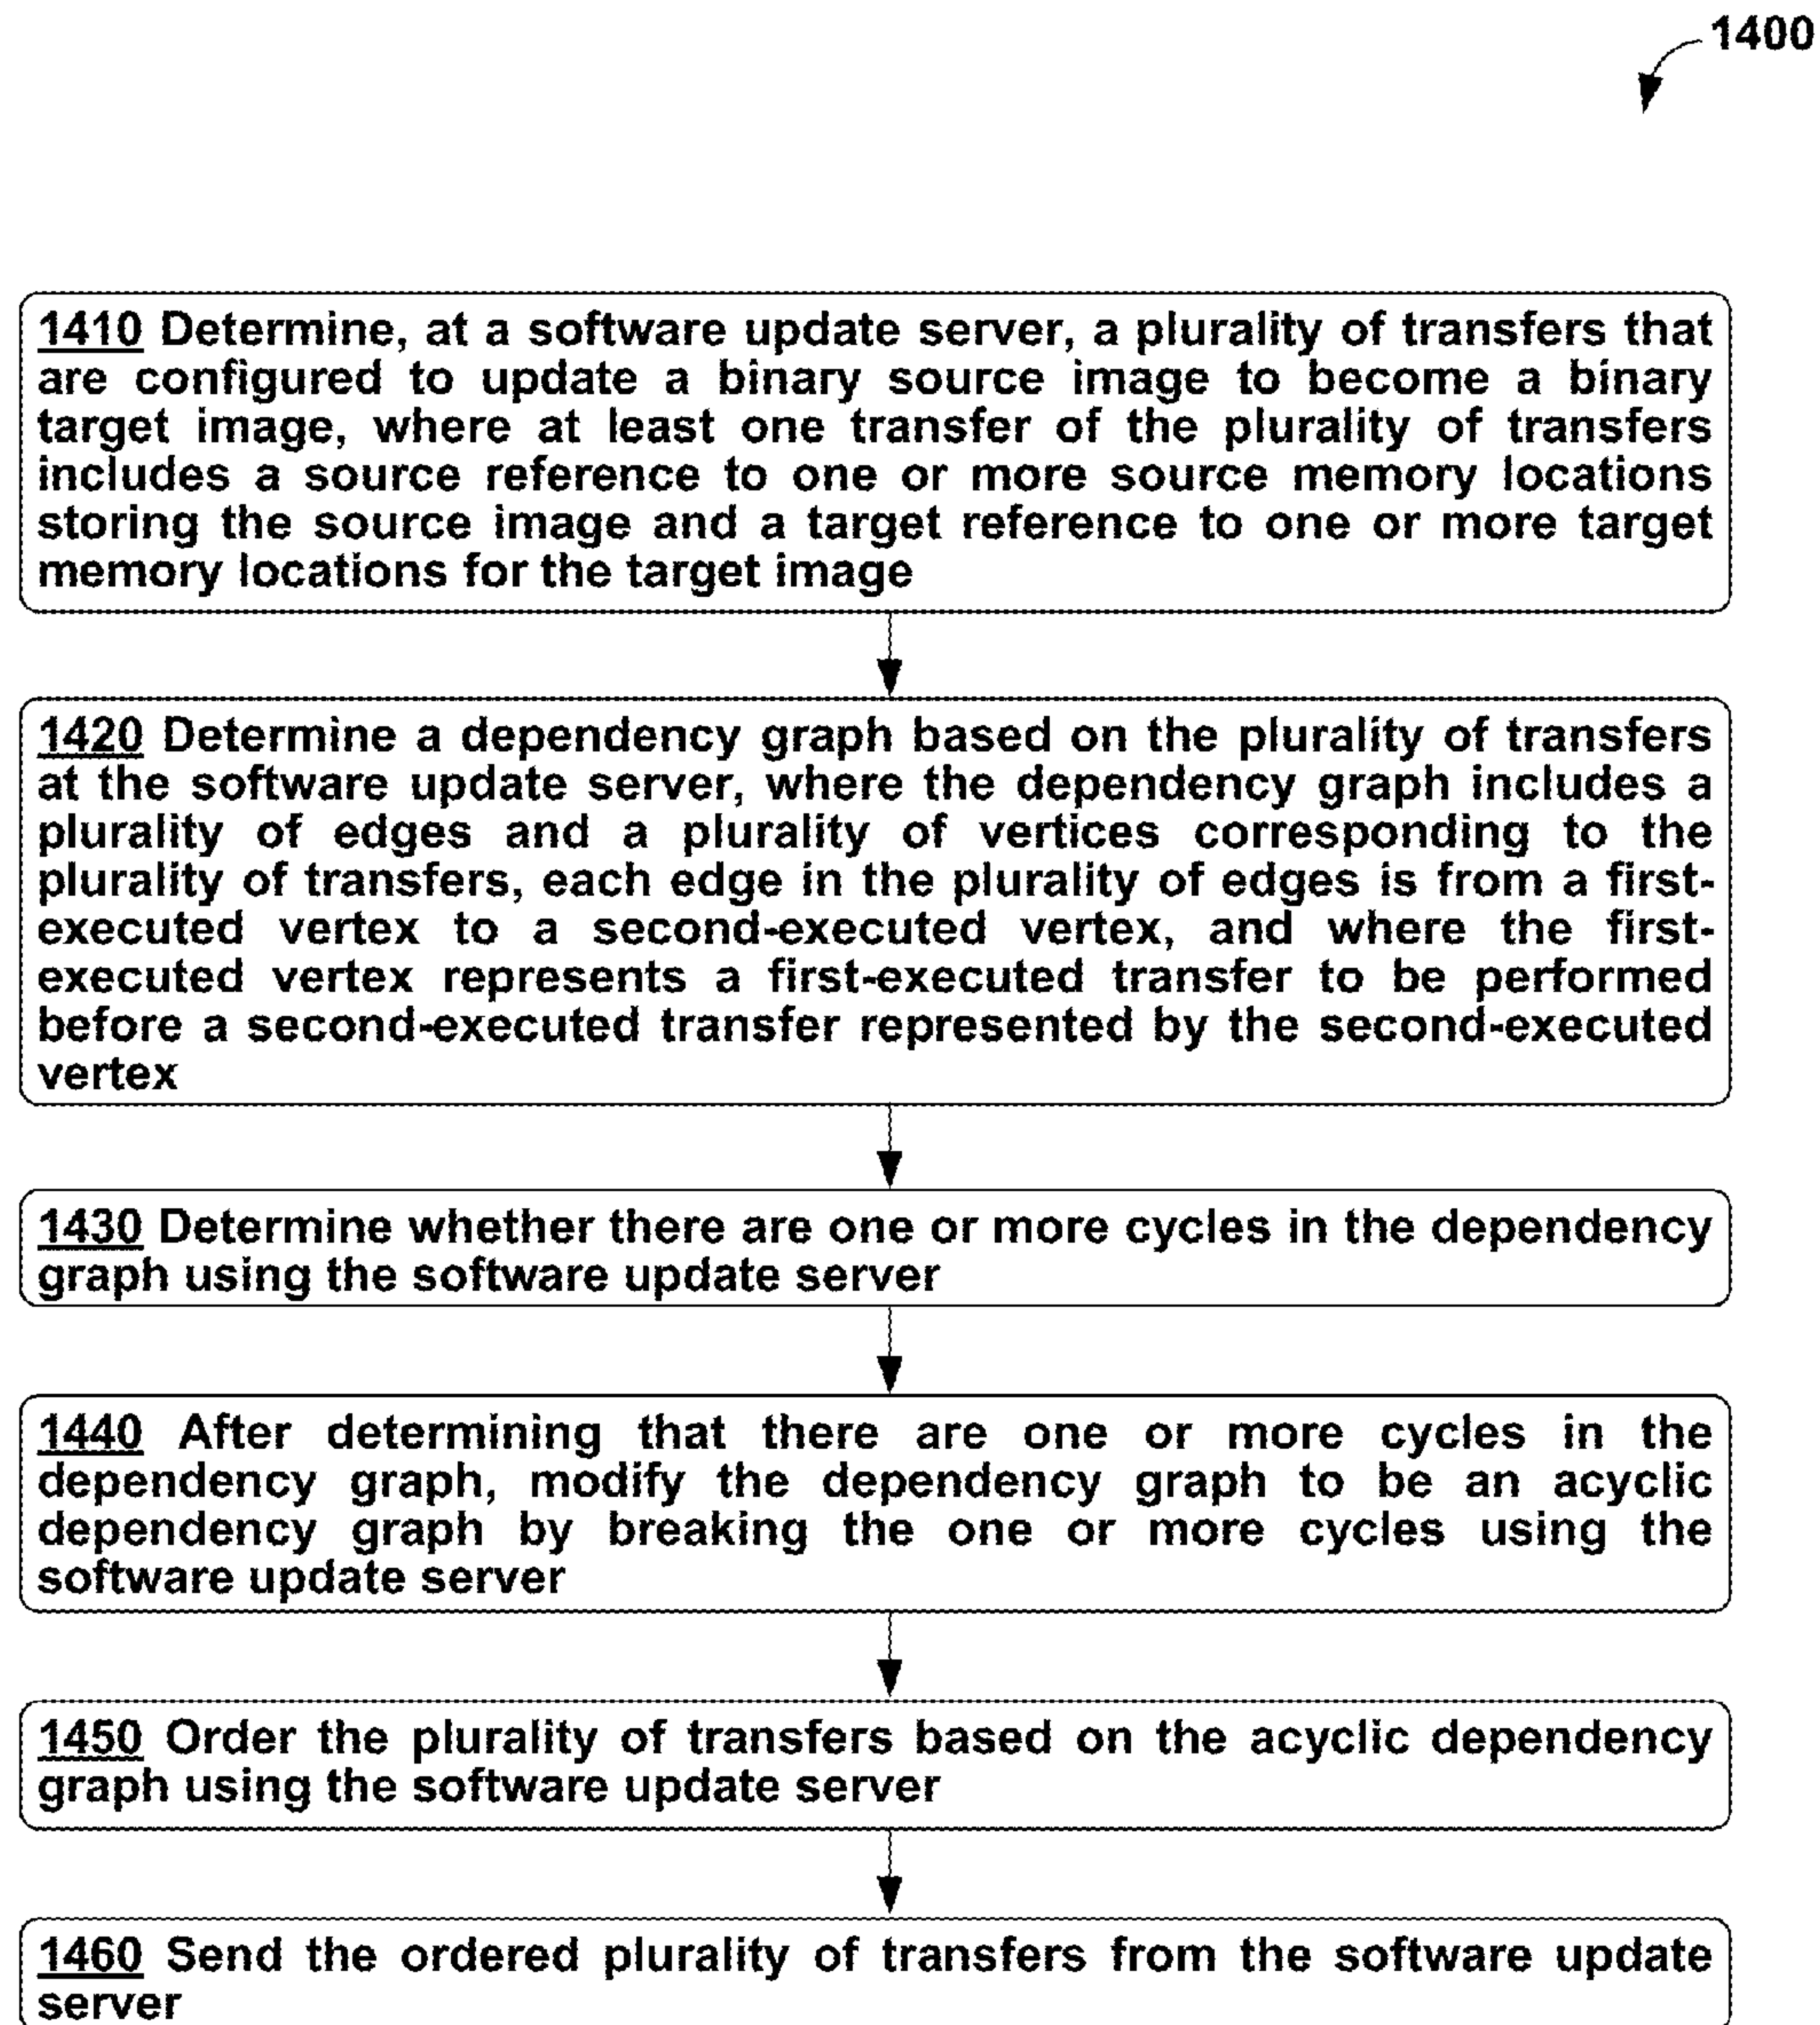 1400
1410 Determine, at a software update server, a plurality of transfers that
are configured to update a binary source image to become a binary
target image, where at least one transfer of the plurality of transfers
includes a source reference to one or more source memory locations
storing the source image and a target reference to one or more target
memory locations for the target image
1420 Determine a dependency graph based on the plurality of transfers
at the software update server, where the dependency graph includes a
plurality of edges and a plurality of vertices corresponding to the
plurality of transfers, each edge in the plurality of edges is from a first-
executed vertex to a second-executed vertex, and where the first-
executed vertex represents a first-executed transfer to be performed
before a second-executed transfer represented by the second-executed
vertex
1430 Determine whether there are one or more cycles in the dependency
graph using the software update server
1440 After determining that there are one or more cycles in the
dependency graph, modify the dependency graph to be an acyclic
dependency graph by breaking the one or more cycles using the
software update server
1450 Order the plurality of transfers based on the acyclic dependency
graph using the software update server
1460 Send the ordered plurality of transfers from the software update
server